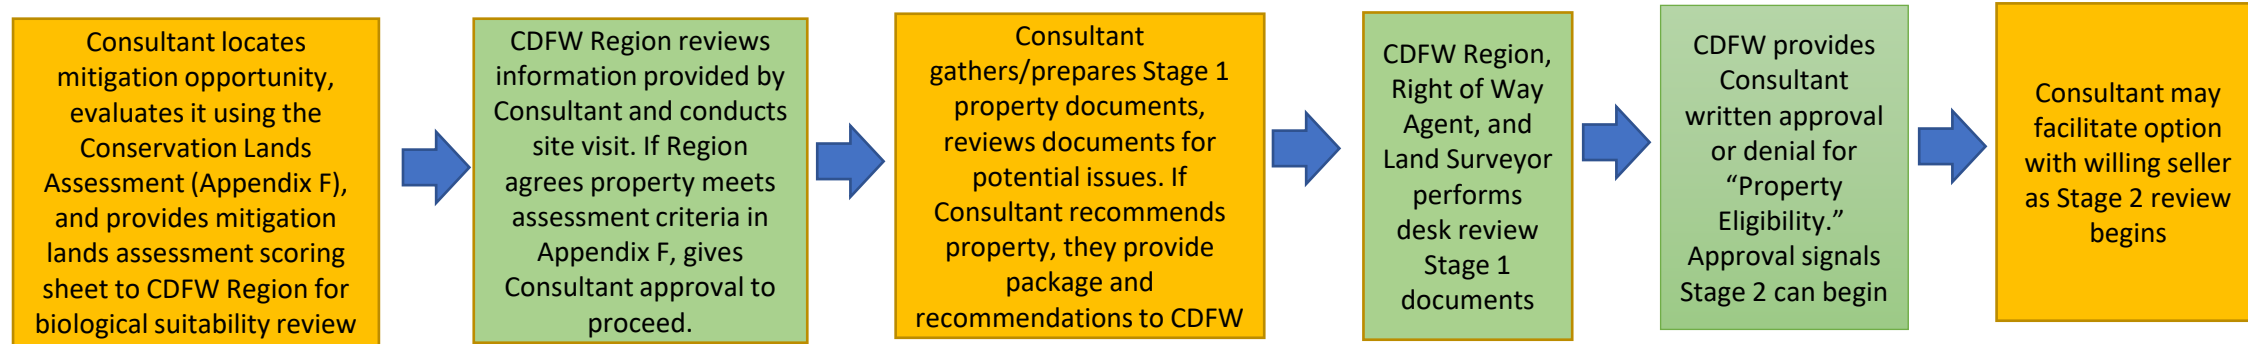 Consultant locates
mitigation opportunity,
evaluates it using the
Conservation Lands
Assessment (Appendix F),
and provides mitigation
lands assessment scoring
sheet to CDFW Region for
biological suitability review
CDFW Region reviews
information provided by
Consultant and conducts
site visit. If Region
agrees property meets
assessment criteria in
Appendix F, gives
Consultant approval to
proceed.
Consultant
gathers/prepares Stage 1
property documents,
reviews documents for
potential issues. If
Consultant recommends
property, they provide
package and
recommendations to CDFW
CDFW Region,
Right of Way
Agent, and
Land Surveyor
performs
desk review
Stage 1
documents
CDFW provides
Consultant
written approval
or denial for
“Property
Eligibility.”
Approval signals
Stage 2 can begin
Consultant may
facilitate option
with willing seller
as Stage 2 review
begins